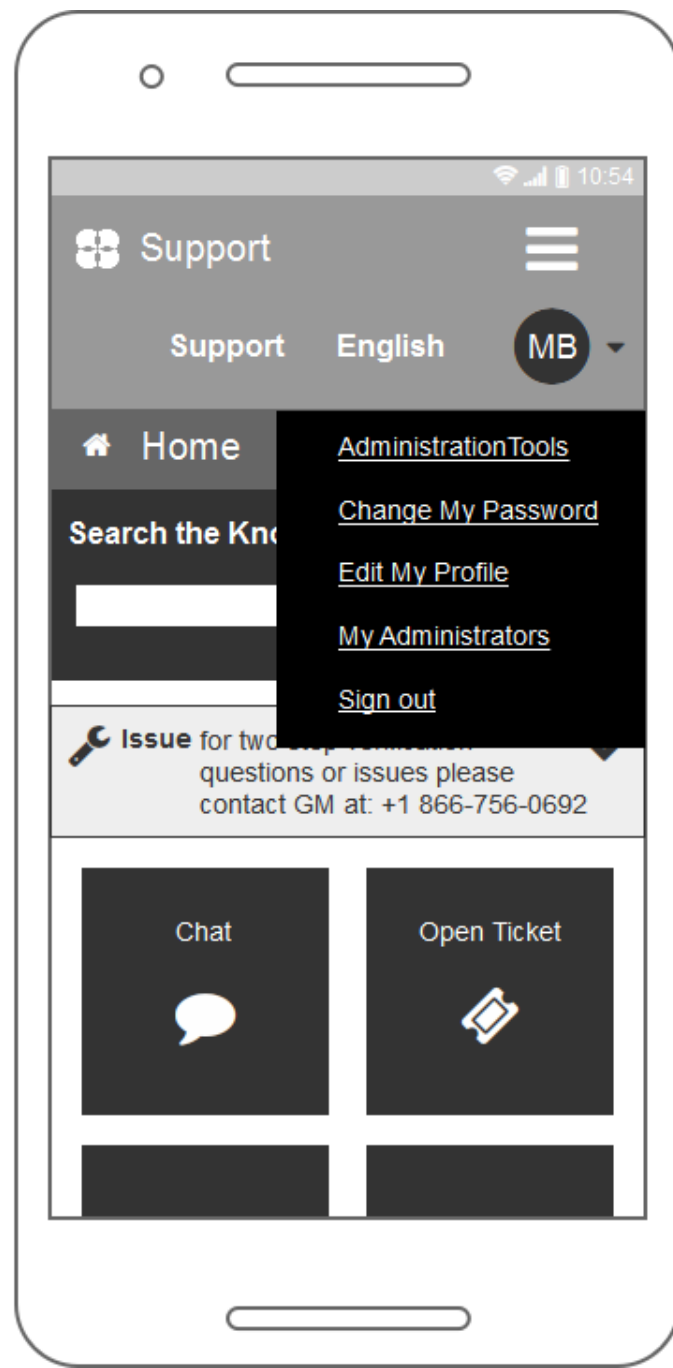 10:54
Support
Support English MB
Home
AdministrationTools
Change My Password
Edit My Profile
My Administrators
Sign out
Search the
Issue for two
questions or issues please
contact GM at: +1 866-756-0692
Chat
Open Ticket